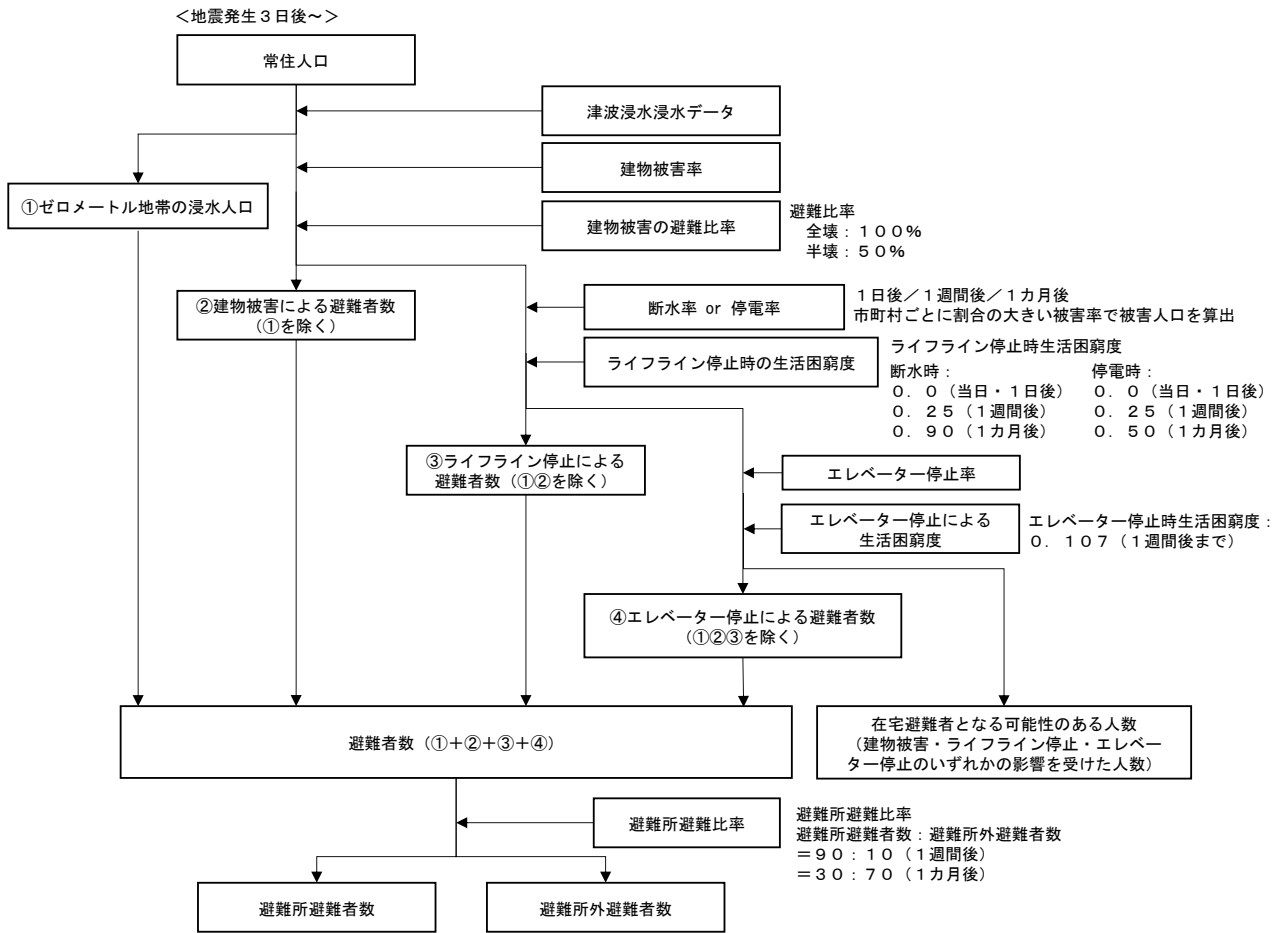 ＜地震発生３日後～＞
常住人口
津波浸水浸水データ
建物被害率
①ゼロメートル地帯の浸水人口
建物被害の避難比率
避難比率
全壊：１００%
半壊：５０%
②建物被害による避難者数
（①を除く）
断水率 or 停電率
１日後／１週間後／１カ月後
市町村ごとに割合の大きい被害率で被害人口を算出
ライフライン停止時の生活困窮度
ライフライン停止時生活困窮度
断水時：
０．０（当日・１日後）
０．２５（１週間後）
０．９０（１カ月後）
停電時：
０．０（当日・１日後）
０．２５（１週間後）
０．５０（１カ月後）
③ライフライン停止による
避難者数（①②を除く）
エレベーター停止率
エレベーター停止による
生活困窮度
エレベーター停止時生活困窮度：
０．１０７（１週間後まで）
④エレベーター停止による避難者数
（①②③を除く）
避難者数（①＋②＋③＋④）
在宅避難者となる可能性のある人数
（建物被害・ライフライン停止・エレベー
ター停止のいずれかの影響を受けた人数）
避難所避難比率
避難所避難比率
避難所避難者数：避難所外避難者数
＝９０：１０（１週間後）
＝３０：７０（１カ月後）
避難所避難者数
避難所外避難者数